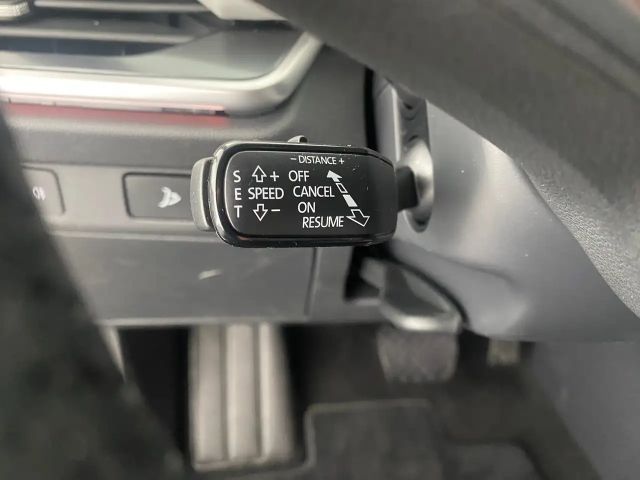 - DISTANCE +
S + OFF
E SPEED CANCEL
T - ON
RESUME